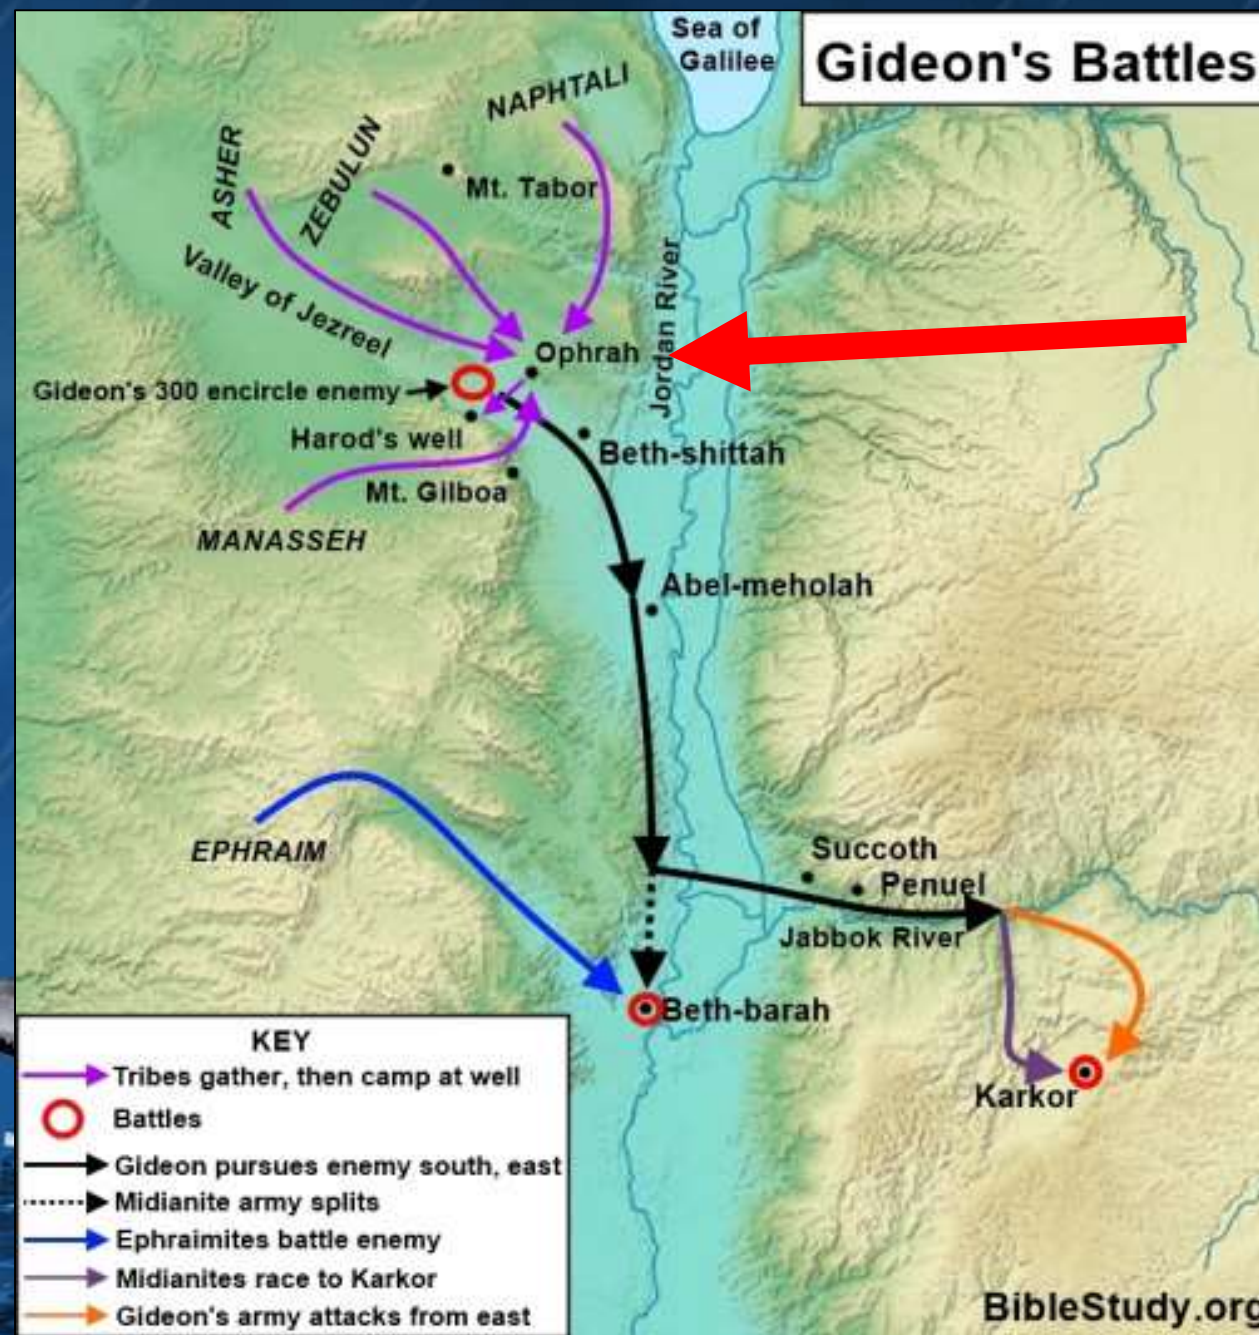 Sea of
Galilee
Gideon's Battles
NAPHTALI
ASHER
ZEBULUN
Mt. Tabor
Valley of Jezreel
Jordan River
Ophrah
Gideon's 300 encircle enemy
Harod's well
Beth-shittah
Mt. Gilboa
MANASSEH
Abel-meholah
EPHRAIM
Succoth
Penuel
Jabbok River
Beth-barah
Karkor
KEY
Tribes gather, then camp at well
Battles
Gideon pursues enemy south, east
Midianite army splits
Ephraimites battle enemy
Midianites race to Karkor
Gideon's army attacks from east
BibleStudy.org